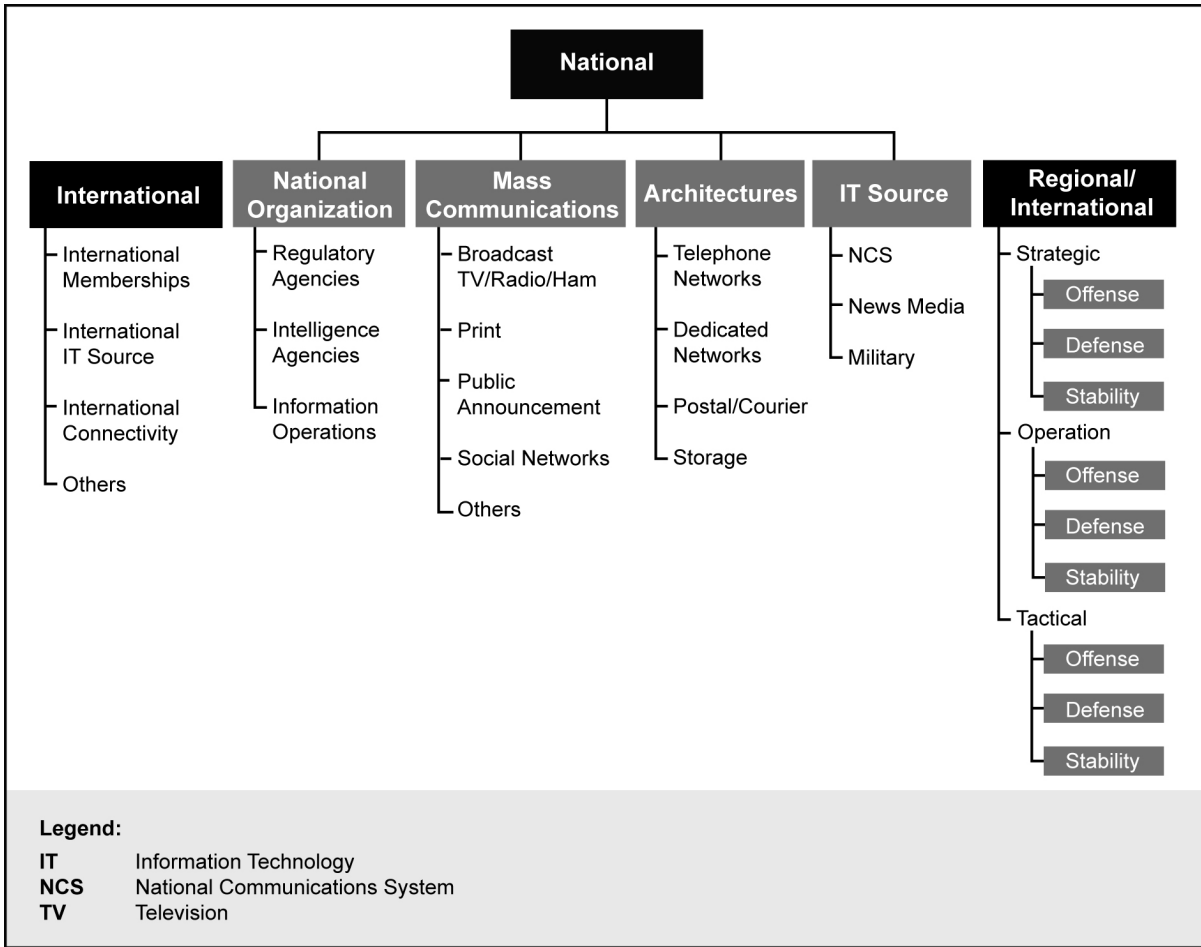 National
International
International
Memberships
International
IT Source
International
Connectivity
Others
National
Organization
Regulatory
Agencies
Intelligence
Agencies
Information
Operations
Mass
Communications
Broadcast
TV/Radio/Ham
Print
Public
Announcement
Social Networks
Others
Architectures
Telephone
Networks
Dedicated
Networks
Postal/Courier
Storage
IT Source
NCS
News Media
Military
Regional/
International
Strategic
Offense
Defense
Stability
Operation
Offense
Defense
Stability
Tactical
Offense
Defense
Stability
Legend:
IT Information Technology
NCS National Communications System
TV Television